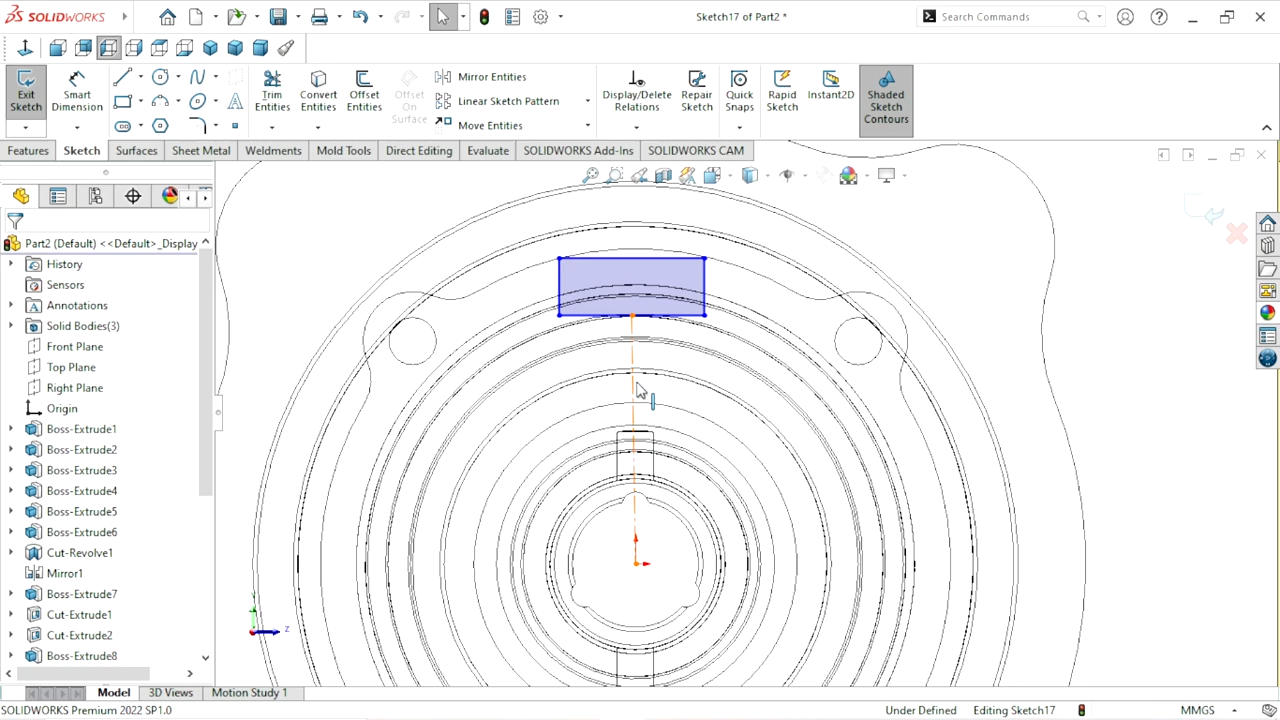 SOLIDWORKS
Sketch17 of Part2 *
Search Commands
Exit Sketch
Smart Dimension
Trim Entities
Convert Entities
Offset Entities
Offset On Surface
Mirror Entities
Linear Sketch Pattern
Move Entities
Display/Delete Relations
Repair Sketch
Quick Snaps
Rapid Sketch
Instant2D
Shaded Sketch Contours
Features Sketch Surfaces Sheet Metal Weldments Mold Tools Direct Editing Evaluate SOLIDWORKS Add-Ins SOLIDWORKS CAM
Part2 (Default) <<Default>_Display
History
Sensors
Annotations
Solid Bodies(3)
Front Plane
Top Plane
Right Plane
Origin
Boss-Extrude1
Boss-Extrude2
Boss-Extrude3
Boss-Extrude4
Boss-Extrude5
Boss-Extrude6
Cut-Revolve1
Mirror1
Boss-Extrude7
Cut-Extrude1
Cut-Extrude2
Boss-Extrude8
Z
Model 3D Views Motion Study 1
SOLIDWORKS Premium 2022 SP1.0 Under Defined Editing Sketch17 MMGS